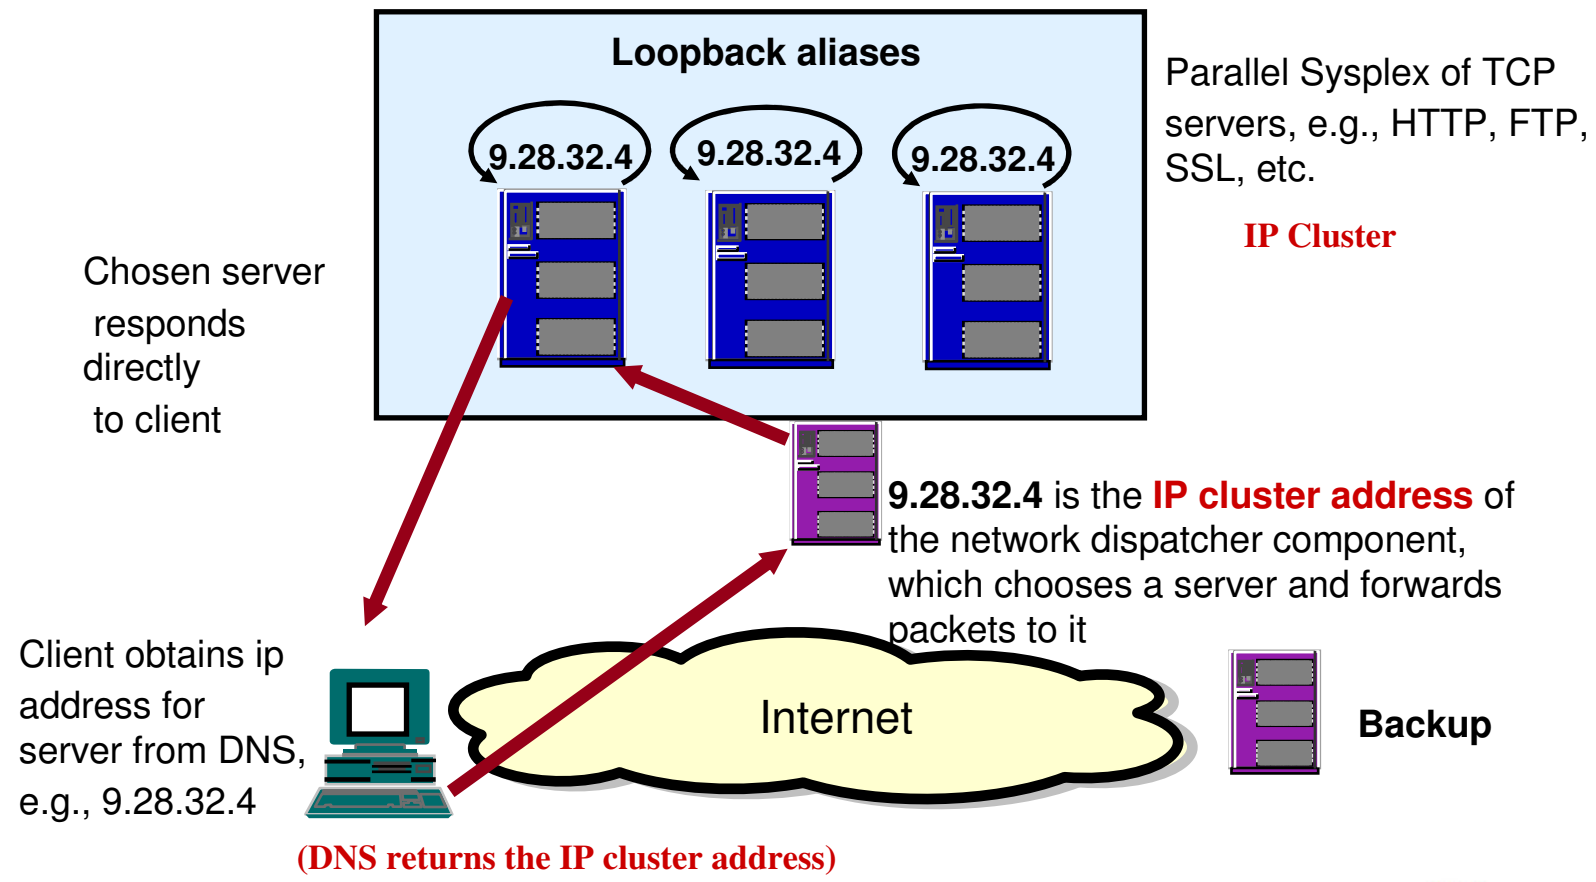 Loopback aliases
9.28.32.4
9.28.32.4
9.28.32.4
Parallel Sysplex of TCP
servers, e.g., HTTP, FTP,
SSL, etc.
IP Cluster
Chosen server
responds
directly
to client
9.28.32.4 is the IP cluster address of
the network dispatcher component,
which chooses a server and forwards
packets to it
Client obtains ip
address for
server from DNS,
e.g., 9.28.32.4
Internet
Backup
(DNS returns the IP cluster address)